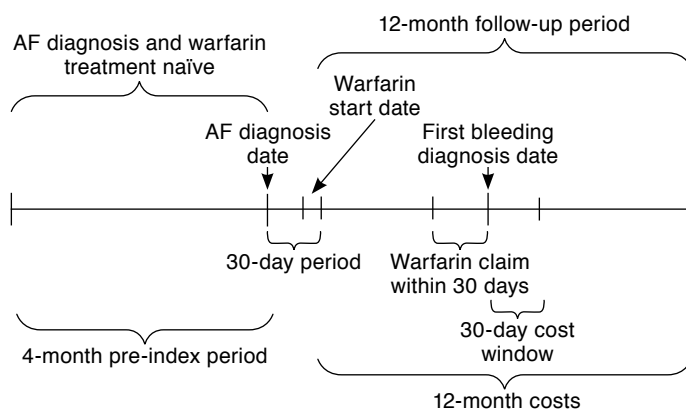 12-month follow-up period
AF diagnosis and warfarin
treatment naïve
Warfarin
start date
AF diagnosis
date
First bleeding
diagnosis date
30-day period
Warfarin claim
within 30 days
30-day cost
window
4-month pre-index period
12-month costs